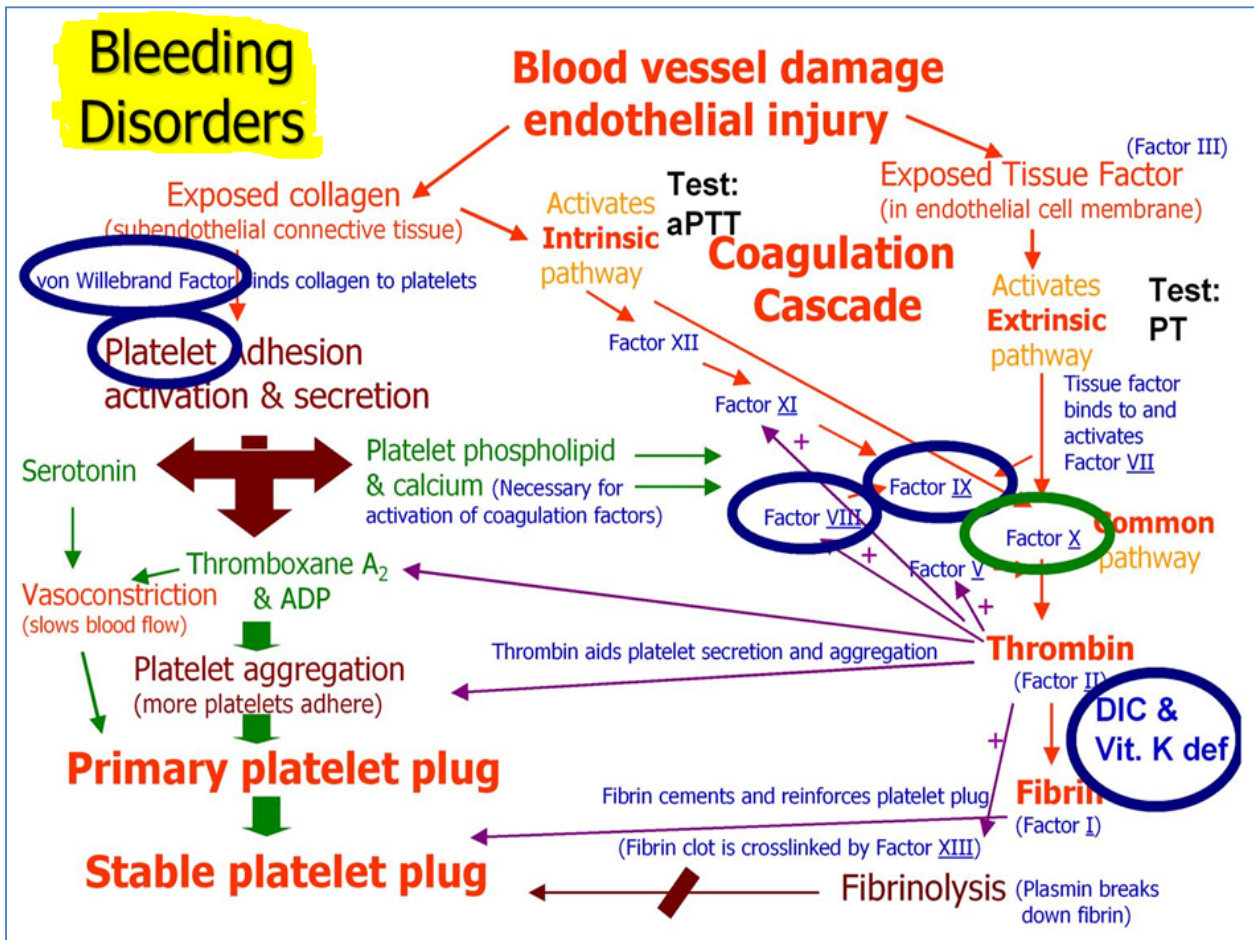 Bleeding
Disorders
Blood vessel damage
endothelial injury
(Factor III)
Exposed collagen
(subendothelial connective tissue)
Activates
Intrinsic
pathway
Test:
aPTT
Exposed Tissue Factor
(in endothelial cell membrane)
von Willebrand Factor binds collagen to platelets
Coagulation
Cascade
Activates
Extrinsic
pathway
Test:
PT
Platelet Adhesion
activation & secretion
Factor XII
Factor XI
Tissue factor
binds to and
activates
Factor VII
Serotonin
Platelet phospholipid
& calcium (Necessary for
activation of coagulation factors)
+
Factor IX
Factor VIII
Factor X
Common
pathway
+
Factor V
+
Thromboxane A₂
& ADP
Vasoconstriction
(slows blood flow)
Thrombin aids platelet secretion and aggregation
Thrombin
(Factor II)
Platelet aggregation
(more platelets adhere)
DIC &
Vit. K def
+
Primary platelet plug
Fibrin cements and reinforces platelet plug
Fibrin
(Factor I)
(Fibrin clot is crosslinked by Factor XIII)
Stable platelet plug
Fibrinolysis
(Plasmin breaks
down fibrin)